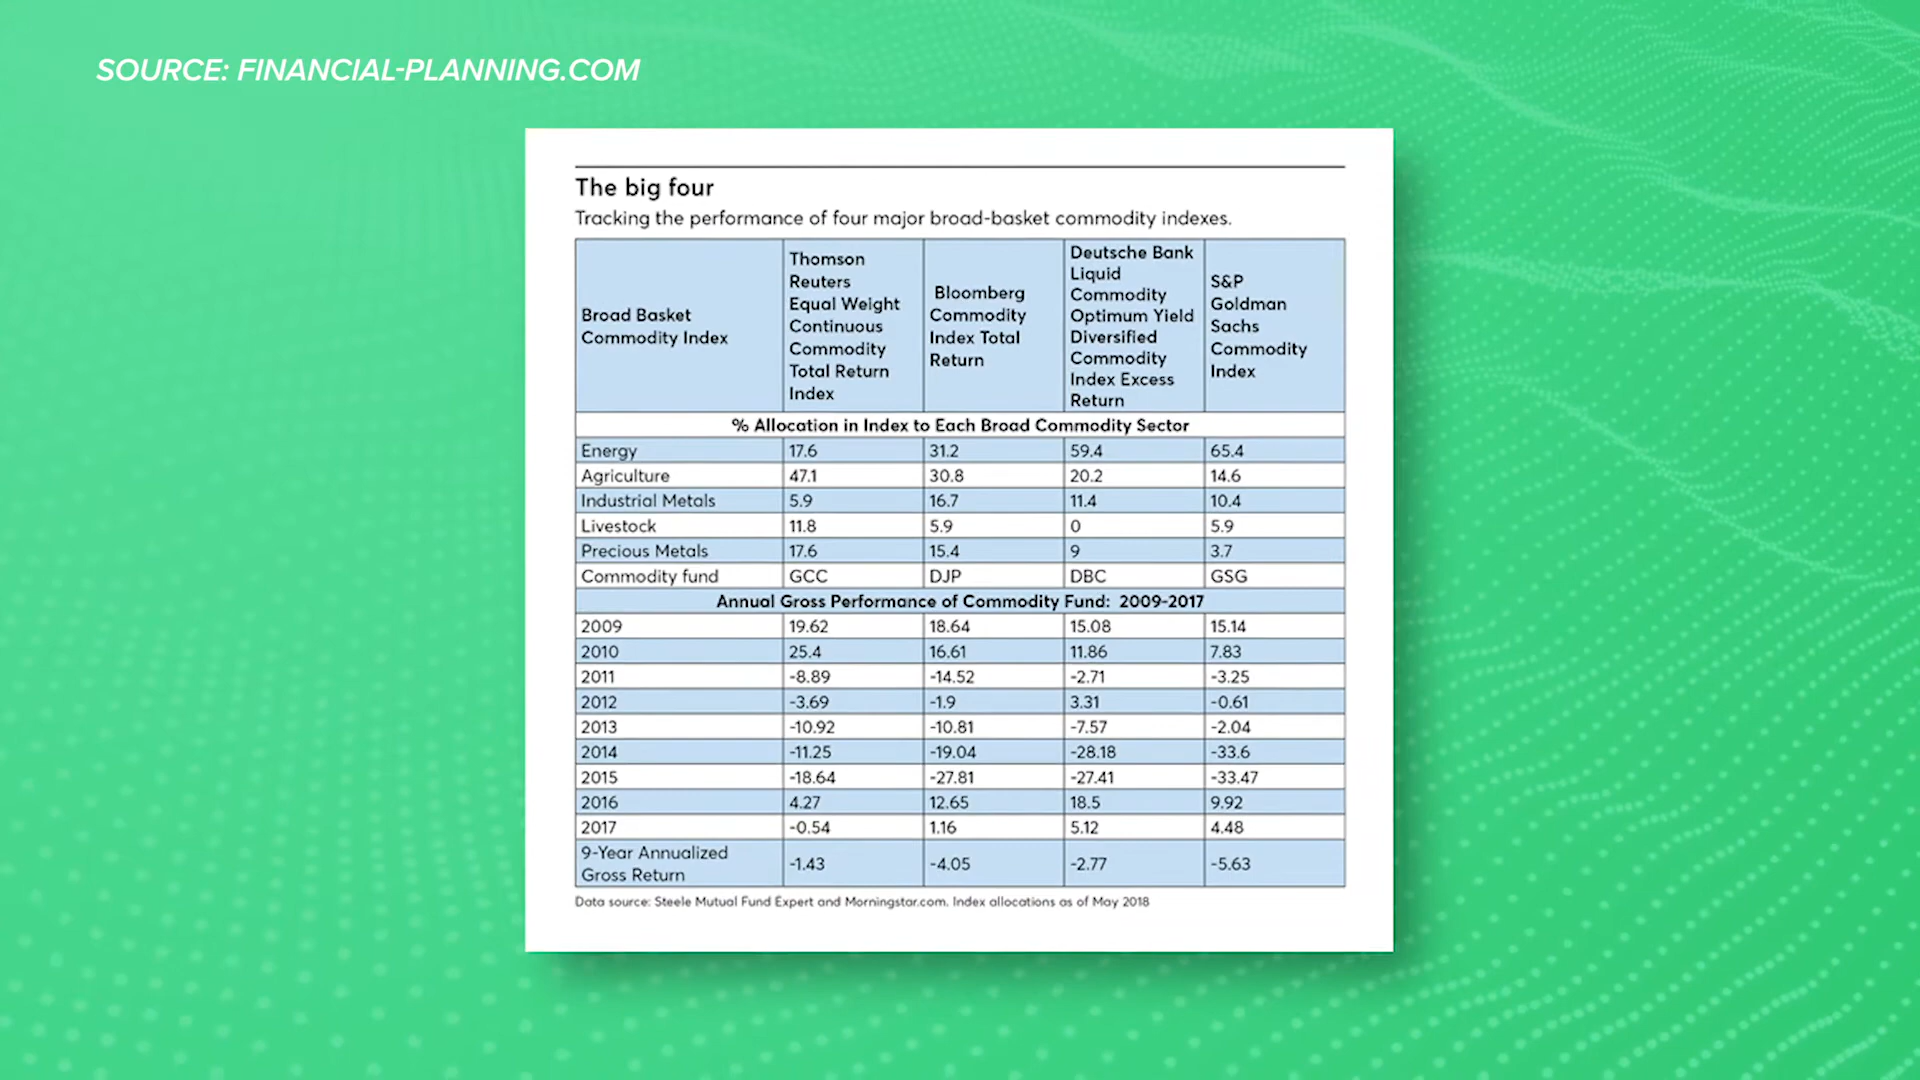 SOURCE: FINANCIAL-PLANNING.COM
The big four
Tracking the performance of four major broad-basket commodity indexes.
Broad Basket
Commodity Index
Thomson
Reuters
Equal Weight
Continuous
Commodity
Total Return
Index
Bloomberg
Commodity
Index Total
Return
Deutsche Bank
Liquid
Commodity
Optimum Yield
Diversified
Commodity
Index Excess
Return
S&P
Goldman
Sachs
Commodity
Index
% Allocation in Index to Each Broad Commodity Sector
Energy 17.6 31.2 59.4 65.4
Agriculture 47.1 30.8 20.2 14.6
Industrial Metals 5.9 16.7 11.4 10.4
Livestock 11.8 5.9 0 5.9
Precious Metals 17.6 15.4 9 3.7
Commodity fund GCC DJP DBC GSG
Annual Gross Performance of Commodity Fund: 2009-2017
2009 19.62 18.64 15.08 15.14
2010 25.4 16.61 11.86 7.83
2011 -8.89 -14.52 -2.71 -3.25
2012 -3.69 -1.9 3.31 -0.61
2013 -10.92 -10.81 -7.57 -2.04
2014 -11.25 -19.04 -28.18 -33.6
2015 -18.64 -27.81 -27.41 -33.47
2016 4.27 12.65 18.5 9.92
2017 -0.54 1.16 5.12 4.48
9-Year Annualized
Gross Return
-1.43 -4.05 -2.77 -5.63
Data source: Steele Mutual Fund Expert and Morningstar.com. Index allocations as of May 2018